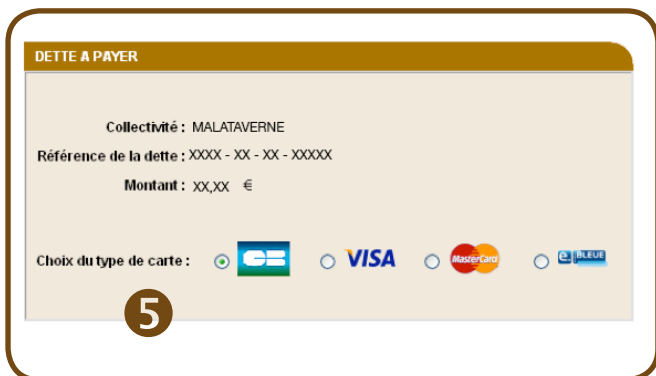 DETTE A PAYER
Collectivité : MALATAVERNE
Référence de la dette : XXXX - XX - XX - XXXXX
Montant : XX,XX €
Choix du type de carte : CB VISA MasterCard e BLEUE
5